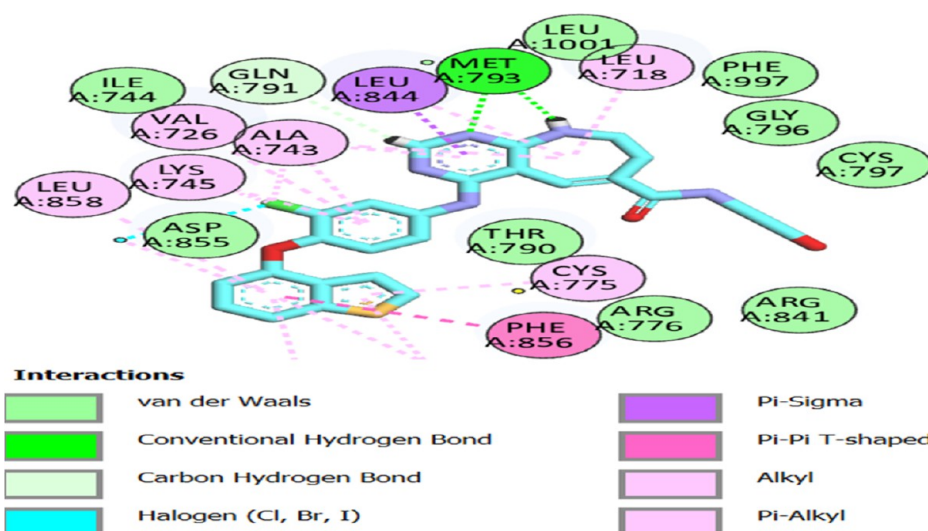 LEU
A:1001
ILE
A:744
GLN
A:791
LEU
A:844
MET
A:793
LEU
A:718
PHE
A:997
VAL
A:726
ALA
A:743
GLY
A:796
LYS
A:745
CYS
A:797
LEU
A:858
ASP
A:855
THR
A:790
CYS
A:775
PHE
A:856
ARG
A:776
ARG
A:841
Interactions
van der Waals
Conventional Hydrogen Bond
Carbon Hydrogen Bond
Halogen (Cl, Br, I)
Pi-Sigma
Pi-Pi T-shaped
Alkyl
Pi-Alkyl